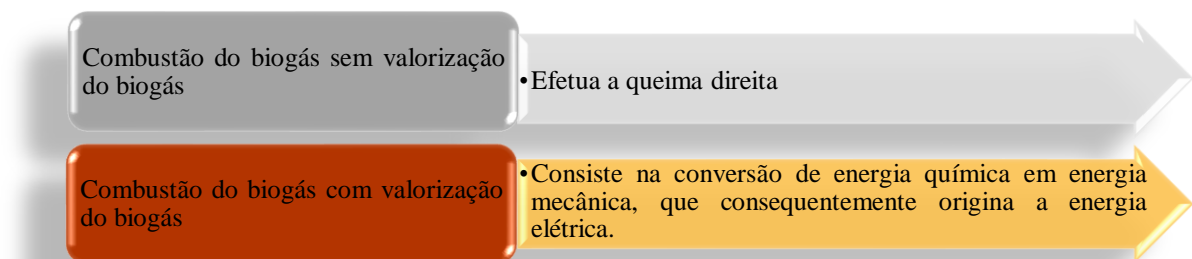 Combustão do biogás sem valorização
do biogás
•Efetua a queima direita
Combustão do biogás com valorização
do biogás
•Consiste na conversão de energia química em energia
mecânica, que consequentemente origina a energia
elétrica.